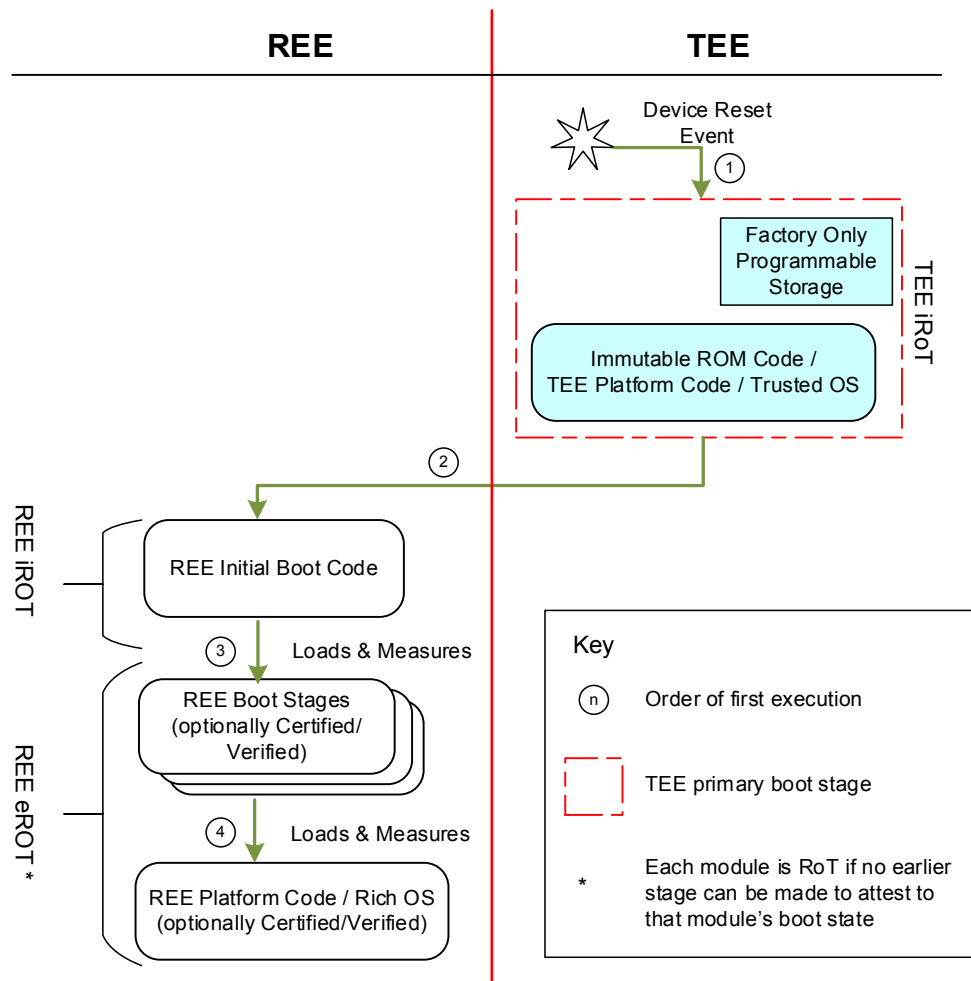 REE
TEE
Device Reset
Event
1
Factory Only
Programmable
Storage
TEE iRoT
Immutable ROM Code /
TEE Platform Code / Trusted OS
2
REE iROT
REE Initial Boot Code
3
Loads & Measures
REE eROT *
REE Boot Stages
(optionally Certified/
Verified)
4
Loads & Measures
REE Platform Code / Rich OS
(optionally Certified/Verified)
Key
n
Order of first execution
TEE primary boot stage
*
Each module is RoT if no earlier
stage can be made to attest to
that module’s boot state